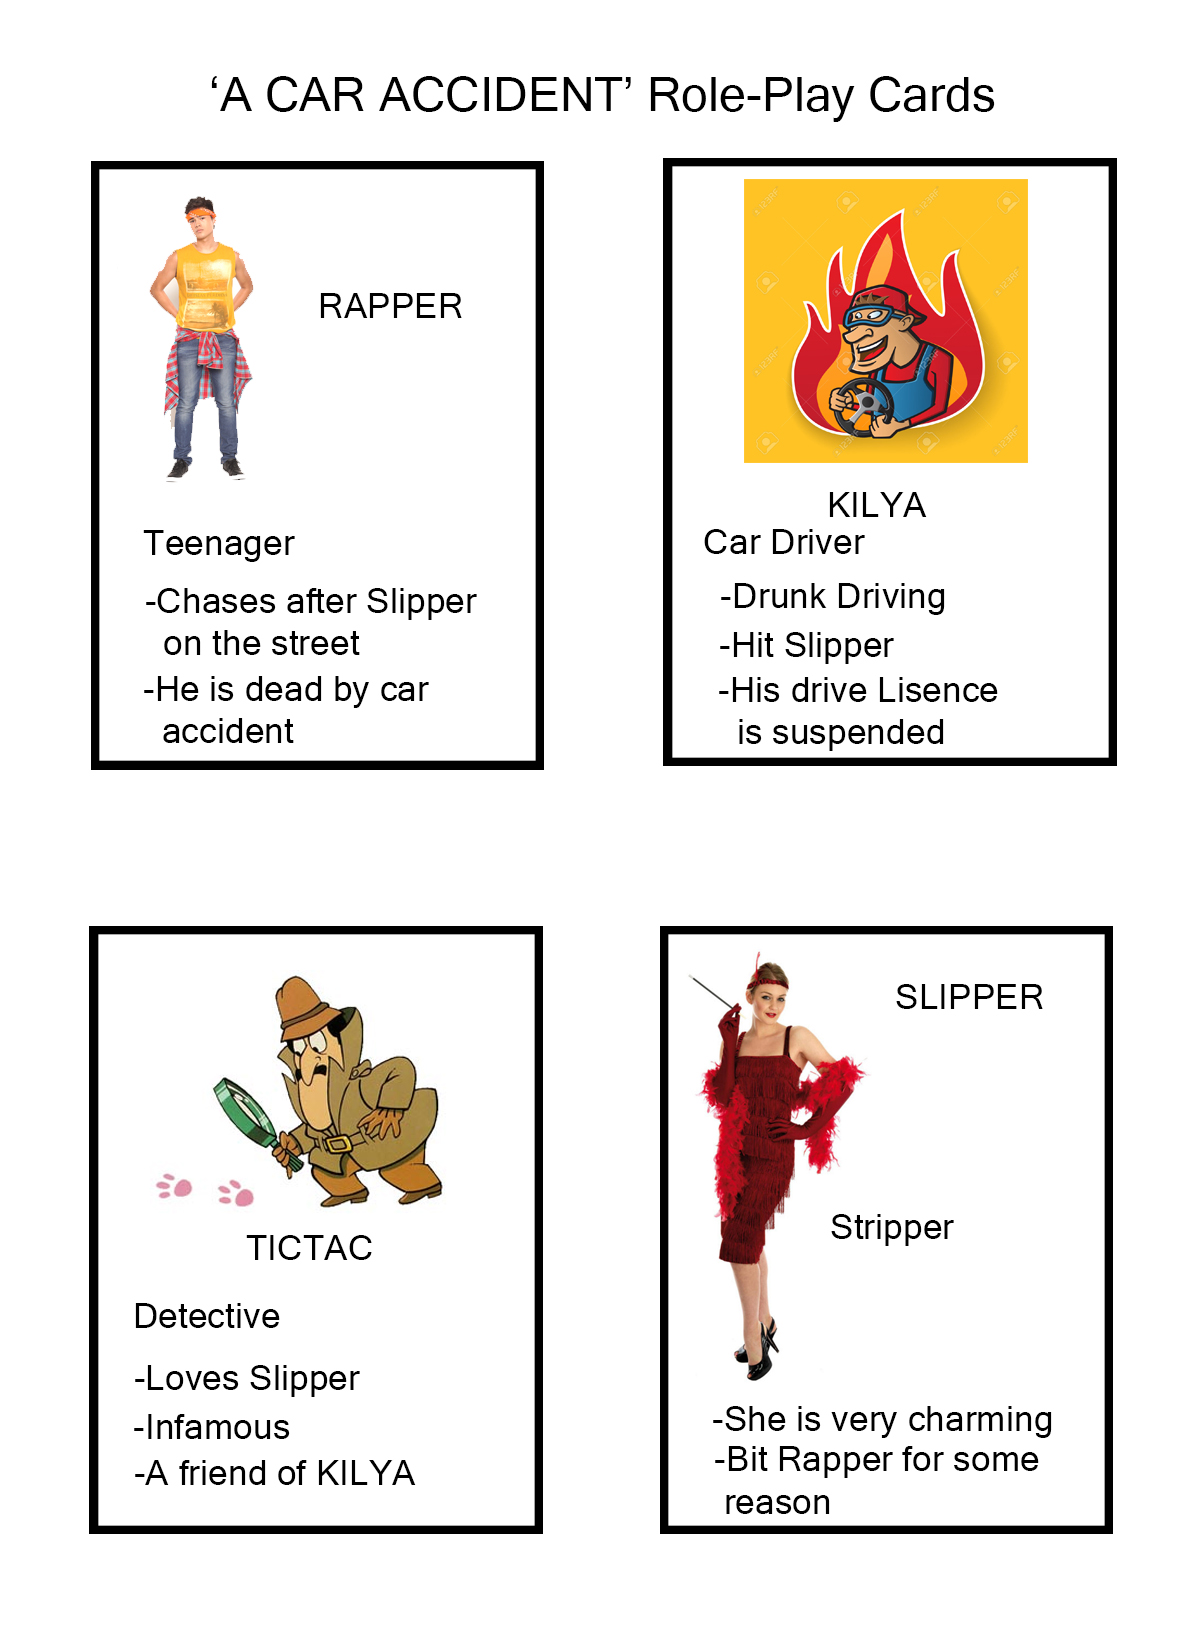 ‘A CAR ACCIDENT’ Role-Play Cards
RAPPER
Teenager
-Chases after Slipper
on the street
-He is dead by car
accident
KILYA
Car Driver
-Drunk Driving
-Hit Slipper
-His drive Lisence
is suspended
TICTAC
Detective
-Loves Slipper
-Infamous
-A friend of KILYA
SLIPPER
Stripper
-She is very charming
-Bit Rapper for some
reason